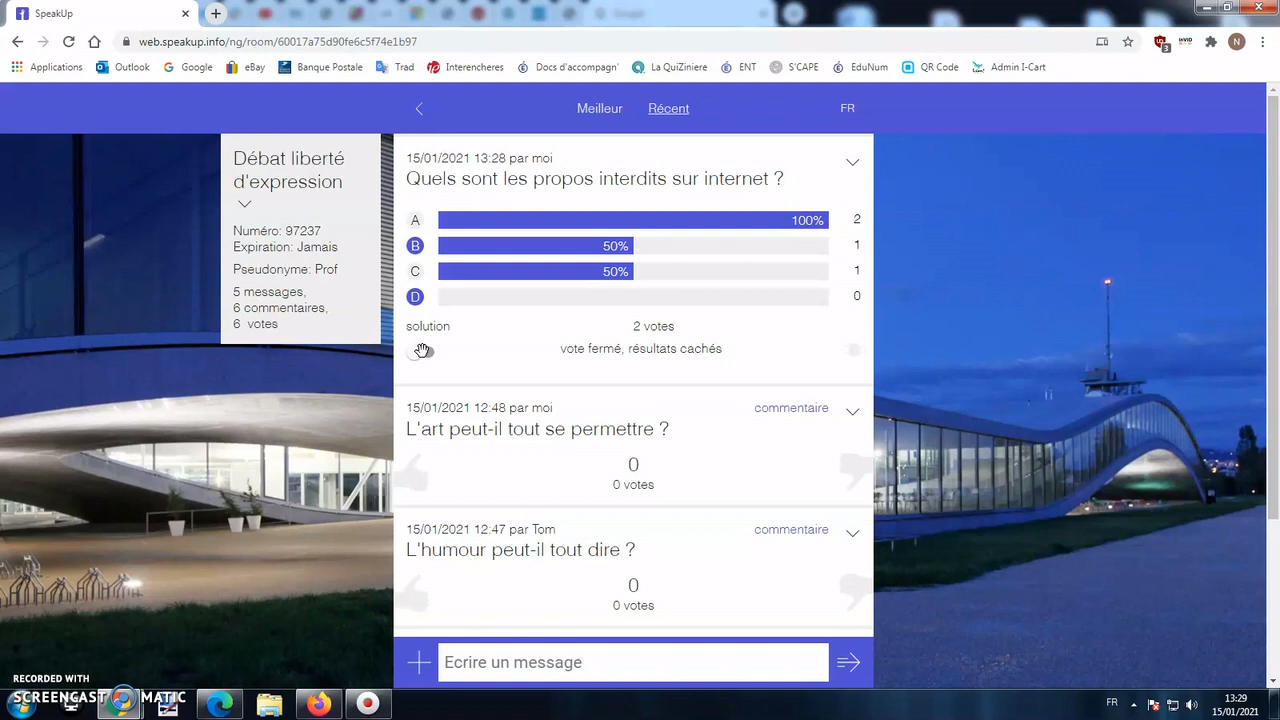 SpeakUp
Google
web.speakup.info/ng/room/60017a75d90fe6c5f74e1b97
Applications Outlook Google eBay Banque Postale Trad Interencheres Docs d'accompagn' La QuiZiniere ENT S'CAPE EduNum QR Code Admin I-Cart
Meilleur Récent FR
Débat liberté
d'expression
Numéro: 97237
Expiration: Jamais
Pseudonyme: Prof
5 messages,
6 commentaires,
6 votes
15/01/2021 13:28 par moi
Quels sont les propos interdits sur internet ?
A 100% 2
B 50% 1
C 50% 1
D 0
solution 2 votes
vote fermé, résultats cachés
15/01/2021 12:48 par moi commentaire
L'art peut-il tout se permettre ?
0
0 votes
15/01/2021 12:47 par Tom commentaire
L'humour peut-il tout dire ?
0
0 votes
Ecrire un message
RECORDED WITH
SCREENCAST MATIC
FR 13:29
15/01/2021